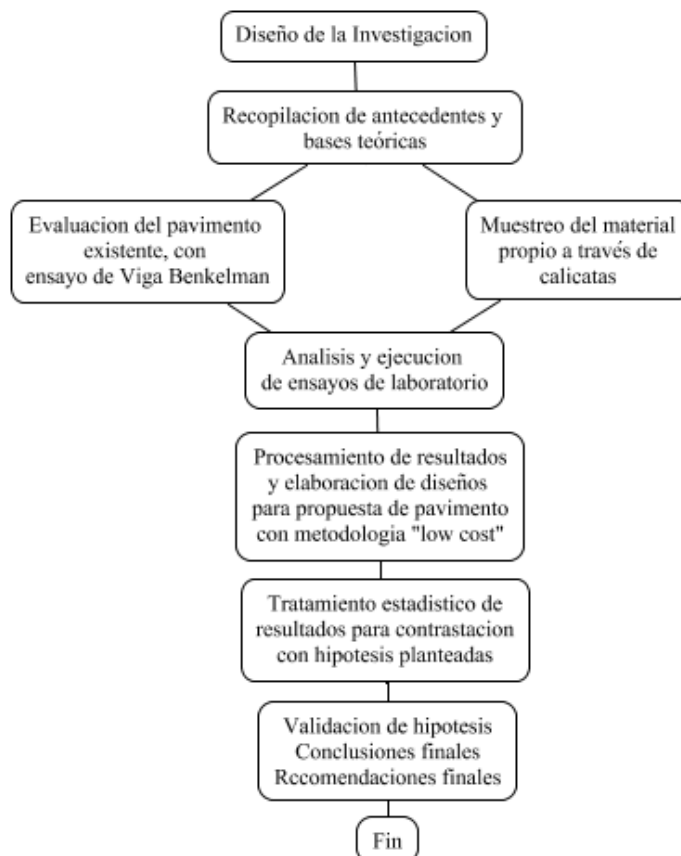 Diseño de la Investigacion
Recopilacion de antecedentes y
bases teóricas
Evaluacion del pavimento
existente, con
ensayo de Viga Benkelman
Muestreo del material
propio a través de
calicatas
Analisis y ejecucion
de ensayos de laboratorio
Procesamiento de resultados
y elaboracion de diseños
para propuesta de pavimento
con metodologia "low cost"
Tratamiento estadistico de
resultados para contrastacion
con hipotesis planteadas
Validacion de hipotesis
Conclusiones finales
Rccomendaciones finales
Fin